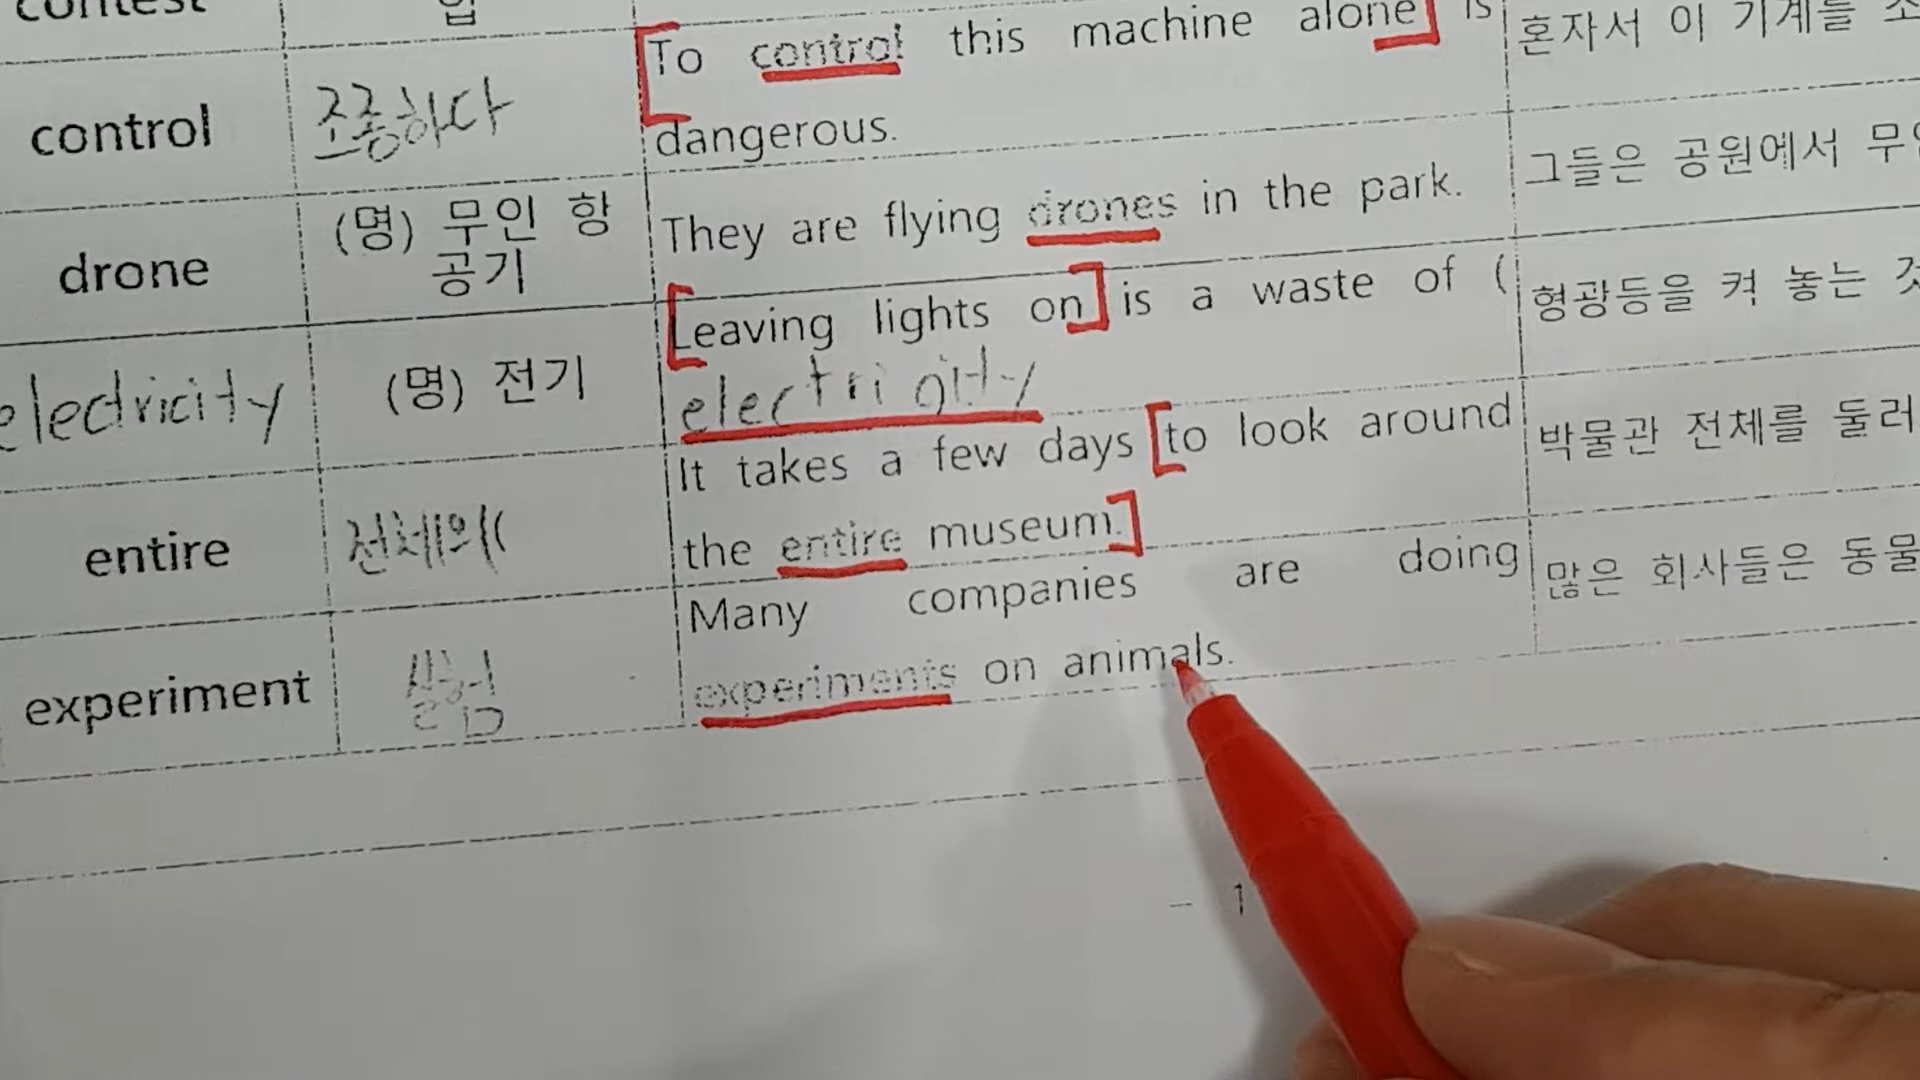 contest
입
To control this machine alone is
혼자서 이 기계를 조
control
조종하다
dangerous.
그들은 공원에서 무인
drone
(명) 무인 항
공기
They are flying drones in the park.
Leaving lights on is a waste of (
형광등을 켜 놓는 것
electricity
(명) 전기
electricity
It takes a few days to look around
박물관 전체를 둘러
entire
전체의
the entire museum.
Many companies are doing
많은 회사들은 동물
experiment
실험
experiments on animals.
- 1